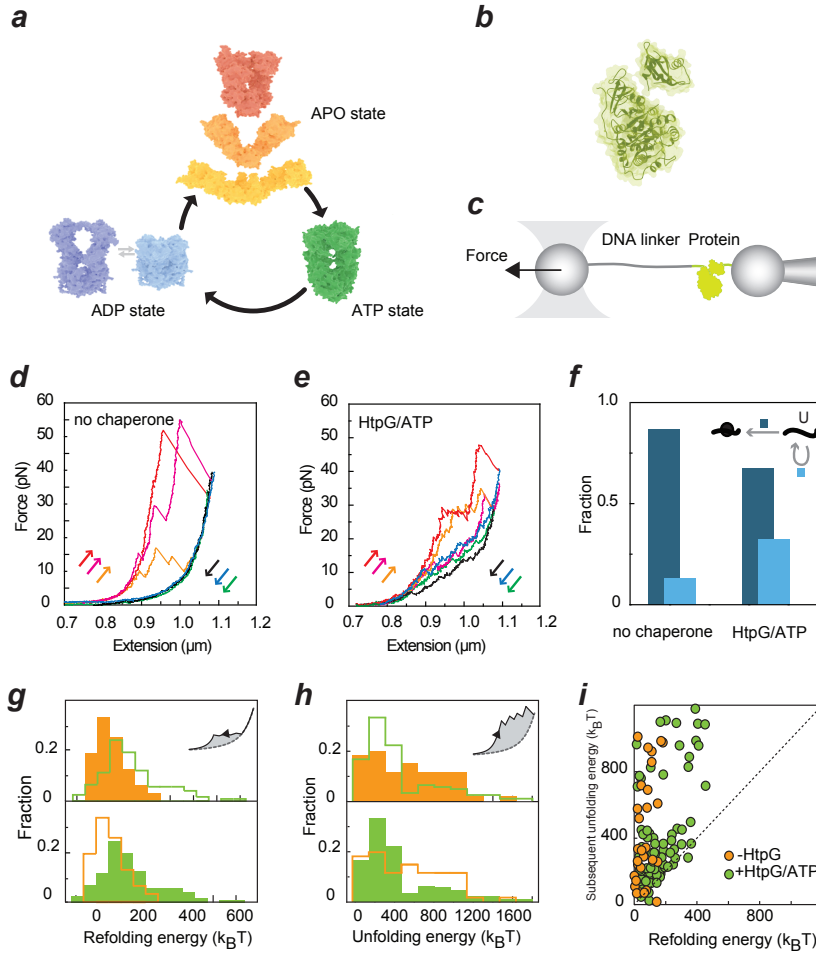 a
APO state
ADP state
ATP state
b
c
Force
DNA linker
Protein
d
no chaperone
60
50
40
30
20
10
0
Force (pN)
0.7 0.8 0.9 1.0 1.1 1.2
Extension (µm)
e
HtpG/ATP
60
50
40
30
20
10
0
Force (pN)
0.7 0.8 0.9 1.0 1.1 1.2
Extension (µm)
f
U
1.0
0.5
0
Fraction
no chaperone
HtpG/ATP
g
0.2
0.2
Fraction
0 200 400 600
Refolding energy (kBT)
h
0.2
0.2
Fraction
0 400 800 1200 1600
Unfolding energy (kBT)
i
Subsequent unfolding energy (kBT)
800
400
0
-HtpG
+HtpG/ATP
0 400 800
Refolding energy (kBT)